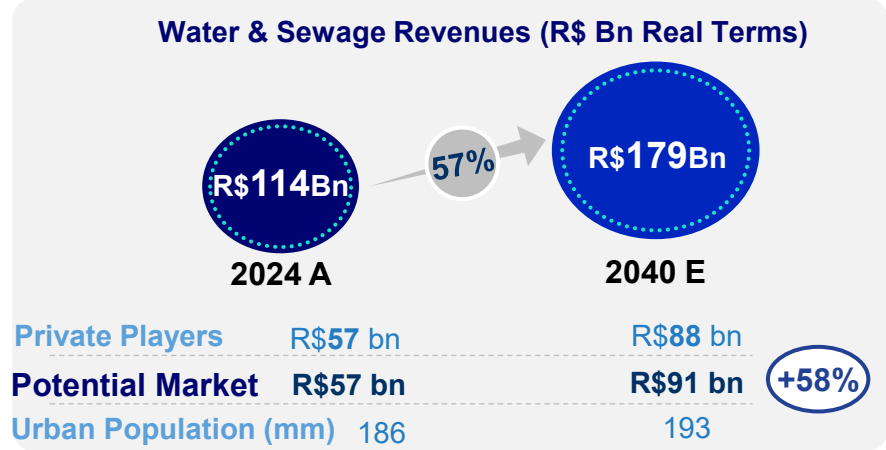 Water & Sewage Revenues (R$ Bn Real Terms)
R$114Bn
57%
R$179Bn
2024 A
2040 E
Private Players R$57 bn R$88 bn
Potential Market R$57 bn R$91 bn +58%
Urban Population (mm) 186 193